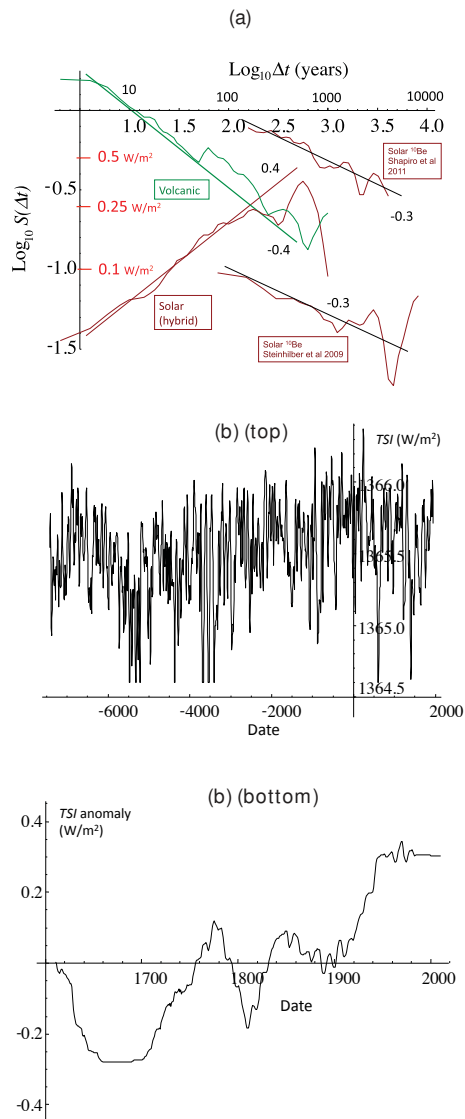 (a)
Log10Δt (years)
10 100 1000 10000
1.0 1.5 2.0 2.5 3.0 3.5 4.0
0.5 W/m²
0.4
Solar ¹⁰Be
Shapiro et al
2011
-0.5
Volcanic
0.25 W/m²
-0.3
Log10 S(Δt)
-0.4
-1.0
0.1 W/m²
-0.3
Solar
(hybrid)
Solar ¹⁰Be
Steinhilber et al 2009
-1.5
(b) (top)
TSI (W/m²)
1366.0
1365.5
1365.0
1364.5
-6000 -4000 -2000 0 2000
Date
(b) (bottom)
0.4
TSI anomaly
(W/m²)
0.2
1700 1800 1900 2000
Date
-0.2
-0.4